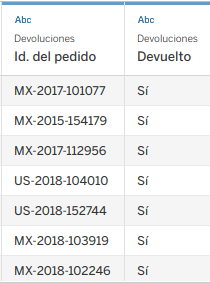 Abc Abc
Devoluciones Devoluciones
Id. del pedido Devuelto
MX-2017-101077 Sí
MX-2015-154179 Sí
MX-2017-112956 Sí
US-2018-104010 Sí
US-2018-152744 Sí
MX-2018-103919 Sí
MX-2018-102246 Sí